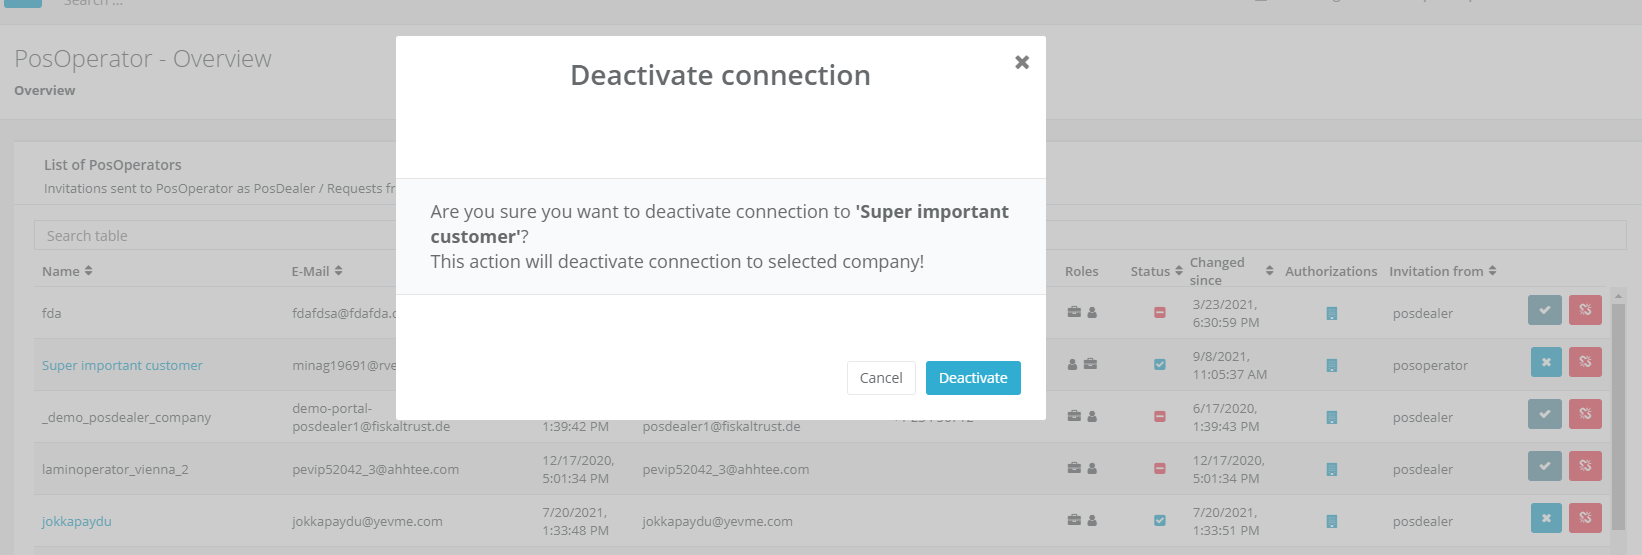 Search ...
PosOperator - Overview
Overview
Deactivate connection
List of PosOperators
Invitations sent to PosOperator as PosDealer / Requests
Are you sure you want to deactivate connection to 'Super important
customer'?
This action will deactivate connection to selected company!
Cancel
Deactivate
Search table
Name E-Mail Roles Status Changed since Authorizations Invitation from
fda fdafdsa@fdafda. 3/23/2021, posdealer
6:30:59 PM
Super important customer minag19691@rve 9/8/2021, posoperator
11:05:37 AM
_demo_posdealer_company demo-portal- 6/17/2020, posdealer
posdealer1@fiskaltrust.de 1:39:42 PM posdealer1@fiskaltrust.de 1:39:43 PM
laminoperator_vienna_2 pevip52042_3@ahhtee.com 12/17/2020, pevip52042_3@ahhtee.com 12/17/2020, posdealer
5:01:34 PM 5:01:34 PM
jokkapaydu jokkapaydu@yevme.com 7/20/2021, jokkapaydu@yevme.com 7/20/2021, posdealer
1:33:48 PM 1:33:51 PM